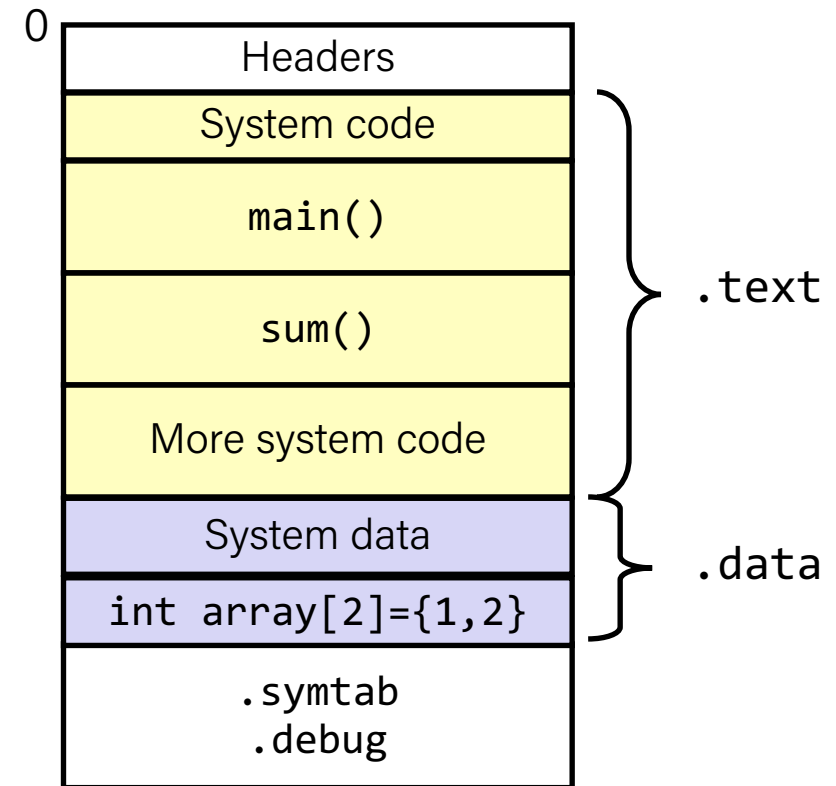 0
Headers
System code
main()
sum()
More system code
.text
System data
int array[2]={1,2}
.data
.symtab
.debug